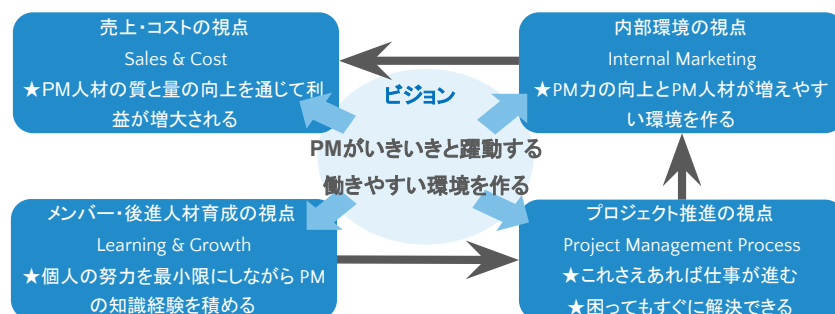 売上・コストの視点
Sales & Cost
★PM人材の質と量の向上を通じて利
益が増大される
内部環境の視点
Internal Marketing
★PM力の向上とPM人材が増えやす
い環境を作る
ビジョン
PMがいきいきと躍動する
働きやすい環境を作る
メンバー・後進人材育成の視点
Learning & Growth
★個人の努力を最小限にしながら PM
の知識経験を積める
プロジェクト推進の視点
Project Management Process
★これさえあれば仕事が進む
★困ってもすぐに解決できる